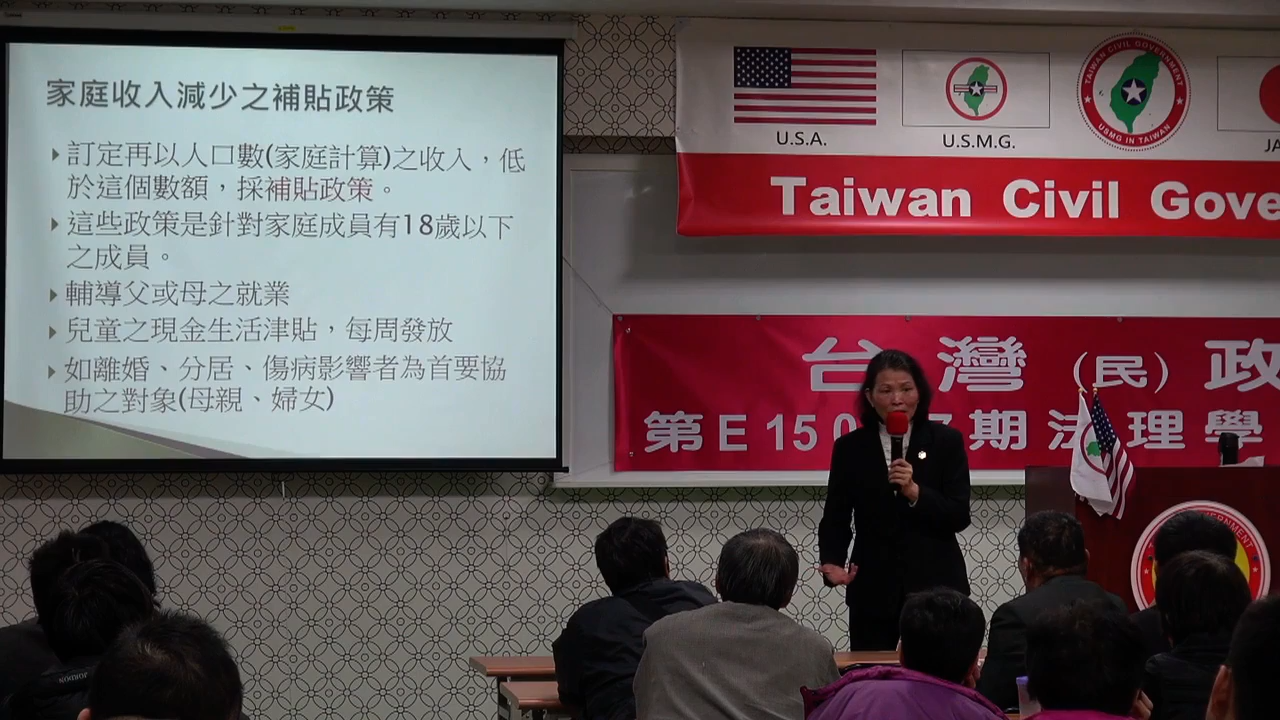 家庭收入減少之補貼政策
訂定再以人口數(家庭計算)之收入，低
於這個數額，採補貼政策。
這些政策是針對家庭成員有18歲以下
之成員。
輔導父或母之就業
兒童之現金生活津貼，每周發放
如離婚、分居、傷病影響者為首要協
助之對象(母親、婦女)
U.S.A.
U.S.M.G.
TAIWAN CIVIL GOVERNMENT
USMG IN TAIWAN
JA
Taiwan Civil Gove
台灣(民)政
第E150 期法理學
JORDON